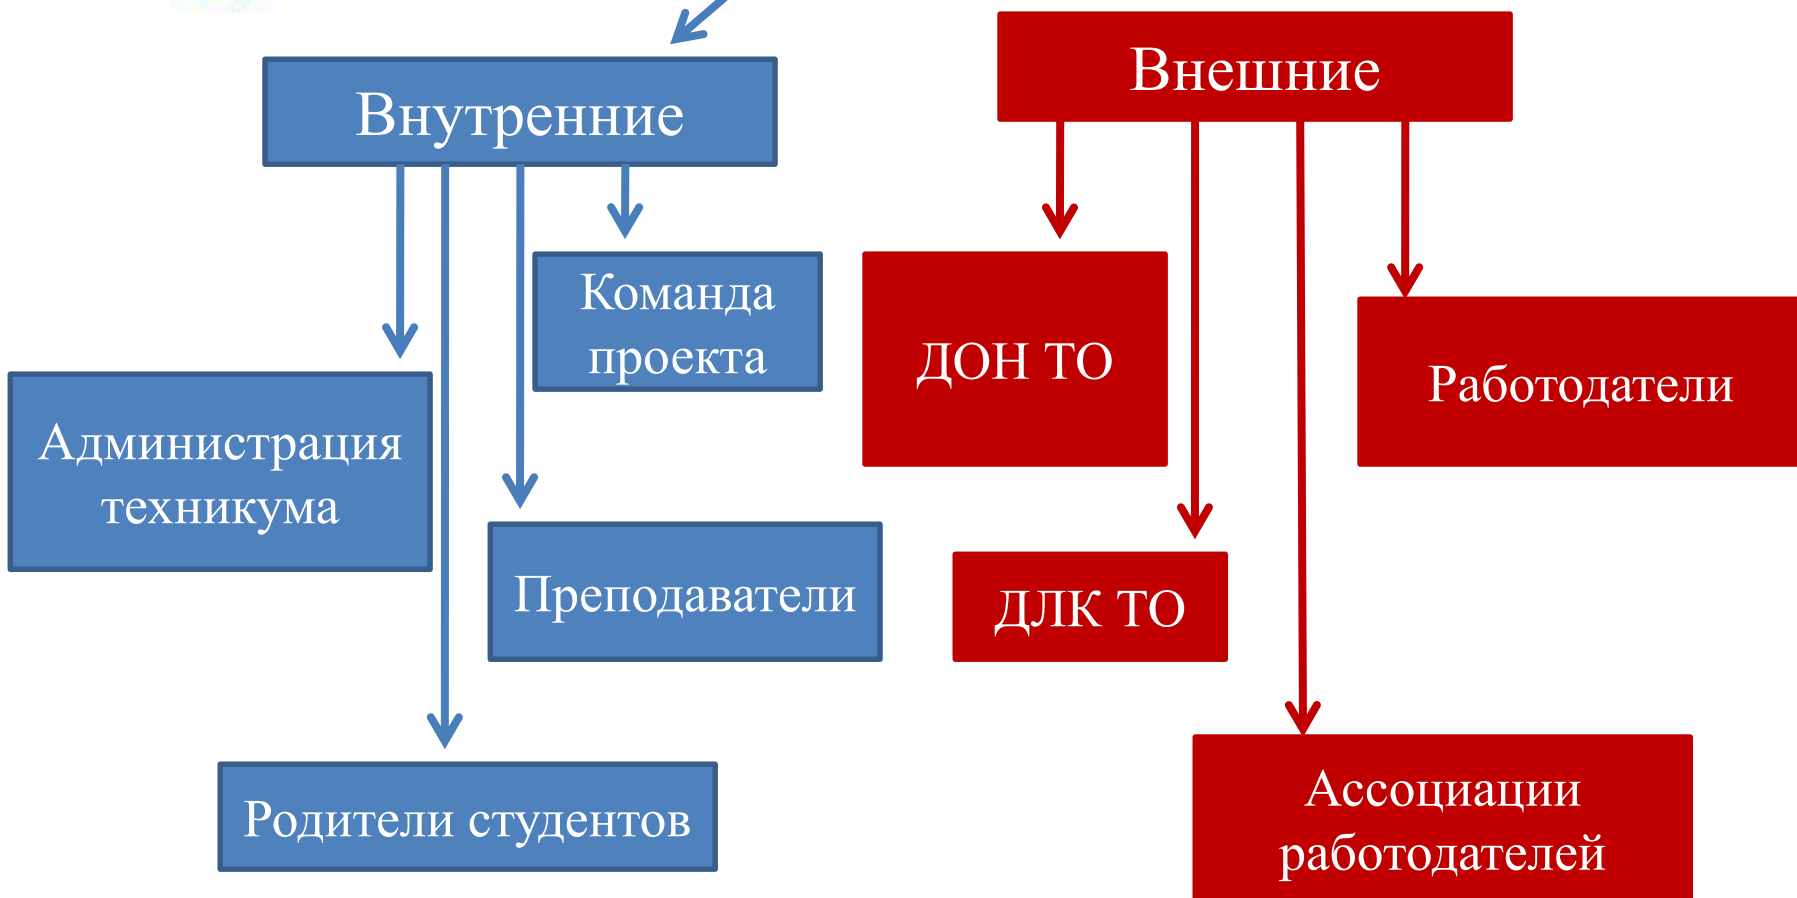 Внутренние
Команда
проекта
Администрация
техникума
Преподаватели
Родители студентов
Внешние
ДОН ТО
Работодатели
ДЛК ТО
Ассоциации
работодателей